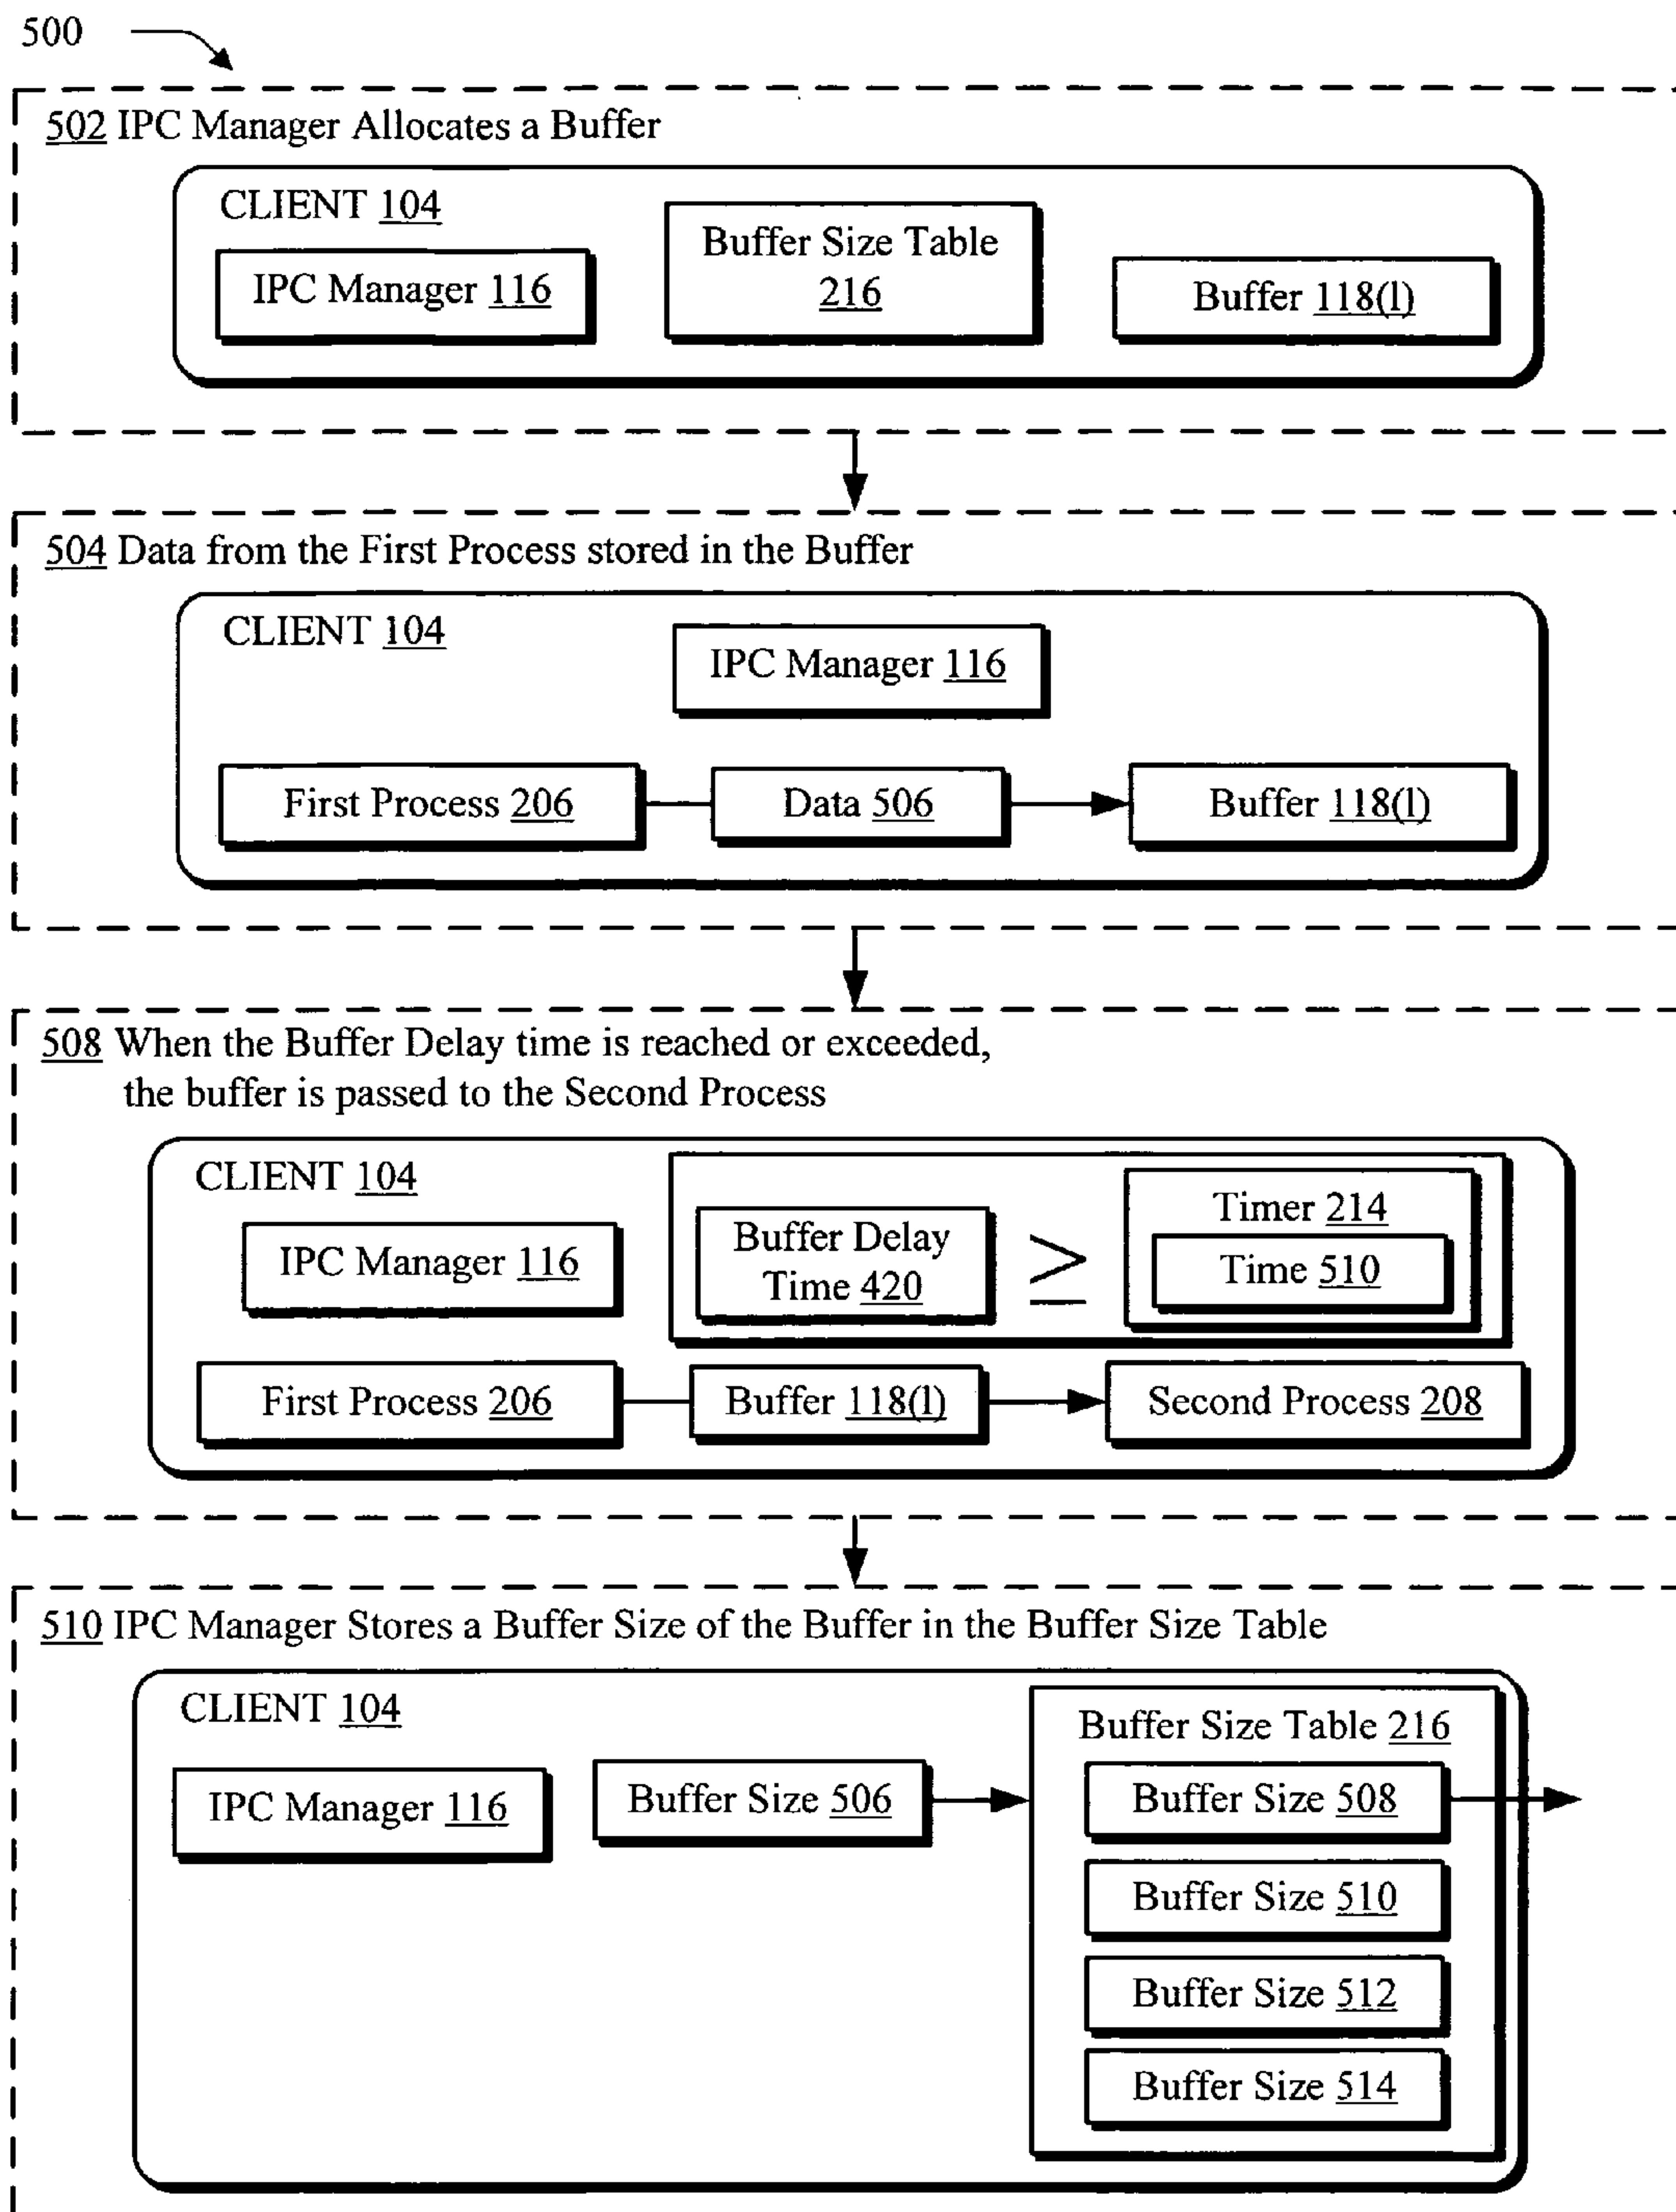 500
502 IPC Manager Allocates a Buffer
CLIENT 104
IPC Manager 116
Buffer Size Table
216
Buffer 118(l)
504 Data from the First Process stored in the Buffer
CLIENT 104
IPC Manager 116
First Process 206
Data 506
Buffer 118(l)
508 When the Buffer Delay time is reached or exceeded,
the buffer is passed to the Second Process
CLIENT 104
IPC Manager 116
Buffer Delay
Time 420
≥
Timer 214
Time 510
First Process 206
Buffer 118(l)
Second Process 208
510 IPC Manager Stores a Buffer Size of the Buffer in the Buffer Size Table
CLIENT 104
IPC Manager 116
Buffer Size 506
Buffer Size Table 216
Buffer Size 508
Buffer Size 510
Buffer Size 512
Buffer Size 514